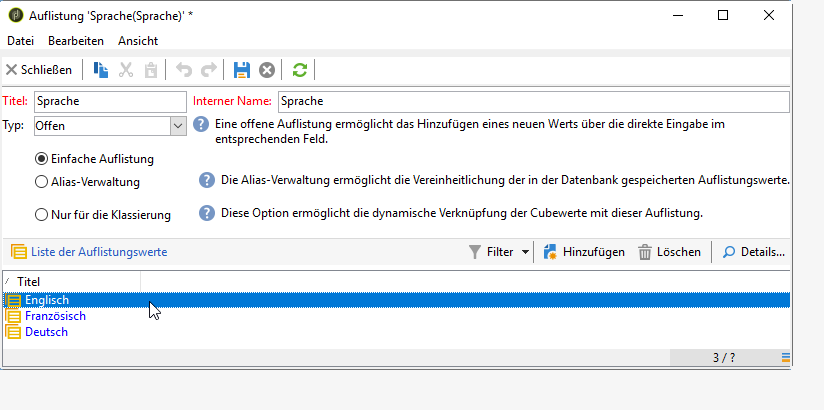 Auflistung 'Sprache(Sprache)' *
Datei Bearbeiten Ansicht
Schließen
Titel: Sprache Interner Name: Sprache
Typ: Offen ? Eine offene Auflistung ermöglicht das Hinzufügen eines neuen Werts über die direkte Eingabe im
entsprechenden Feld.
Einfache Auflistung
Alias-Verwaltung ? Die Alias-Verwaltung ermöglicht die Vereinheitlichung der in der Datenbank gespeicherten Auflistungswerte.
Nur für die Klassierung ? Diese Option ermöglicht die dynamische Verknüpfung der Cubewerte mit dieser Auflistung.
Liste der Auflistungswerte Filter Hinzufügen Löschen Details...
Titel
Englisch
Französisch
Deutsch
3 / ?